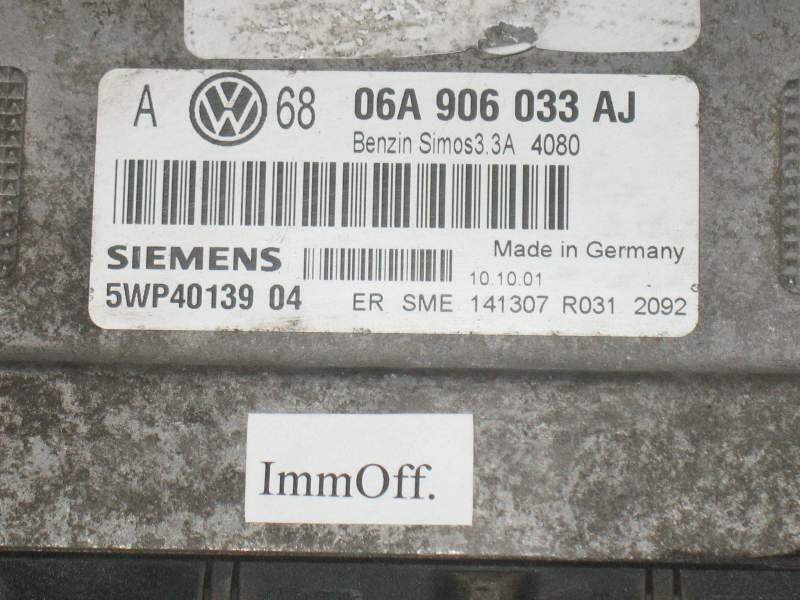 A VW 68 06A 906 033 AJ
Benzin Simos3.3A 4080
SIEMENS Made in Germany
10.10.01
5WP40139 04 ER SME 141307 R031 2092
ImmOff.